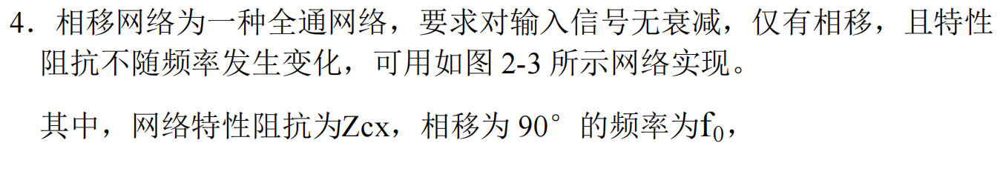 4．相移网络为一种全通网络，要求对输入信号无衰减，仅有相移，且特性
阻抗不随频率发生变化，可用如图 2-3 所示网络实现。
其中，网络特性阻抗为Zcx，相移为 90°的频率为f₀，